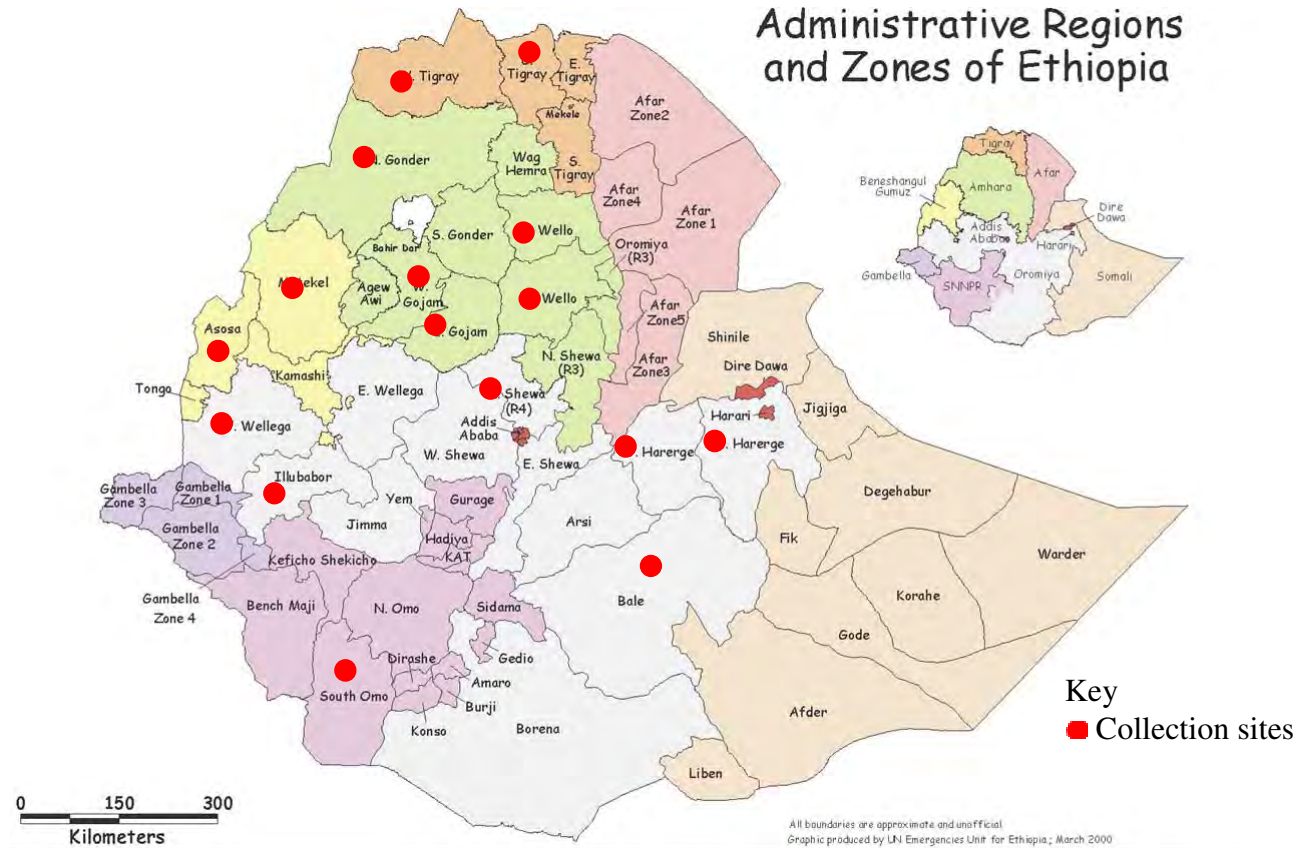 Administrative Regions
and Zones of Ethiopia
Tigray
Tigray
E.
Tigray
Mekele
S.
Tigray
Afar
Zone2
Gonder
Wag
Hemra
Afar
Zone4
Afar
Zone 1
Bahir Dar
S. Gonder
Wello
Oromiya
(R3)
Agew
Awi
W.
Gojam
Gojam
Wello
Afar
Zone5
Afar
Zone3
N. Shewa
(R3)
Shinile
Dire Dawa
Harari
Jigjiga
ekel
Asosa
Kamashi
Tongo
E. Wellega
Wellega
Shewa
(R4)
Addis
Ababa
W. Shewa
E. Shewa
Harerge
Harerge
Gambella
Zone 3
Gambella
Zone 1
Illubabor
Yem
Gurage
Degehabur
Gambella
Zone 2
Jimma
Hadiya
KAT
Arsi
Fik
Warder
Keficho Shekicho
Gambella
Zone 4
Bench Maji
N. Omo
Sidama
Bale
Korahe
Gode
Dirashe
Gedio
Amaro
Burji
South Omo
Konso
Borena
Afder
Liben
Tigray
Afar
Beneshangul
Gumuz
Amhara
Dire
Dawa
Addis
Ababa
Harari
Gambella
SNNPR
Oromiya
Somali
Key
Collection sites
0 150 300
Kilometers
All boundaries are approximate and unofficial
Graphic produced by UN Emergencies Unit for Ethiopia; March 2000